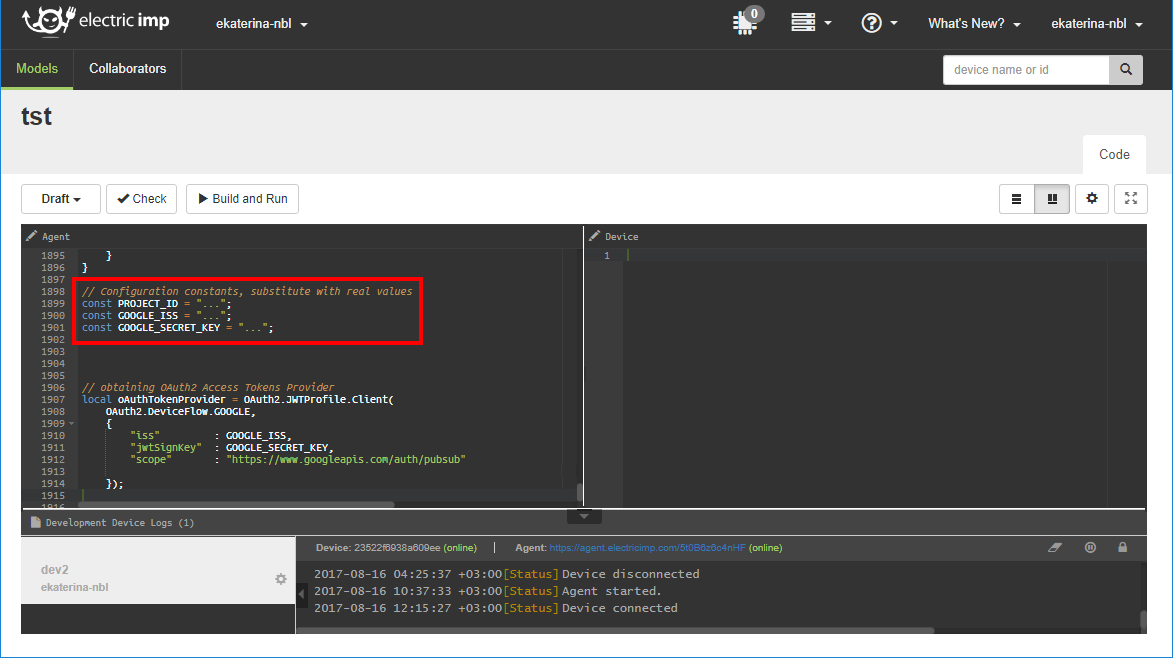 electric imp
ekaterina-nbl
0
What's New?
ekaterina-nbl
Models
Collaborators
device name or id
tst
Code
Draft
Check
Build and Run
Agent
Device
1895 }
1896 }
1897
1898 // Configuration constants, substitute with real values
1899 const PROJECT_ID = "...";
1900 const GOOGLE_ISS = "...";
1901 const GOOGLE_SECRET_KEY = "...";
1902
1903
1904
1905
1906 // obtaining OAuth2 Access Tokens Provider
1907 local oAuthTokenProvider = OAuth2.JWTProfile.Client(
1908 OAuth2.DeviceFlow.GOOGLE,
1909 {
1910 "iss" : GOOGLE_ISS,
1911 "jwtSignKey" : GOOGLE_SECRET_KEY,
1912 "scope" : "https://www.googleapis.com/auth/pubsub"
1913
1914 });
1915
1916
1
Development Device Logs (1)
dev2
ekaterina-nbl
Device: 23522f6938a609ee (online) | Agent: https://agent.electricimp.com/5t0B6z6c4nHF (online)
2017-08-16 04:25:37 +03:00 [Status] Device disconnected
2017-08-16 10:37:33 +03:00 [Status] Agent started.
2017-08-16 12:15:27 +03:00 [Status] Device connected